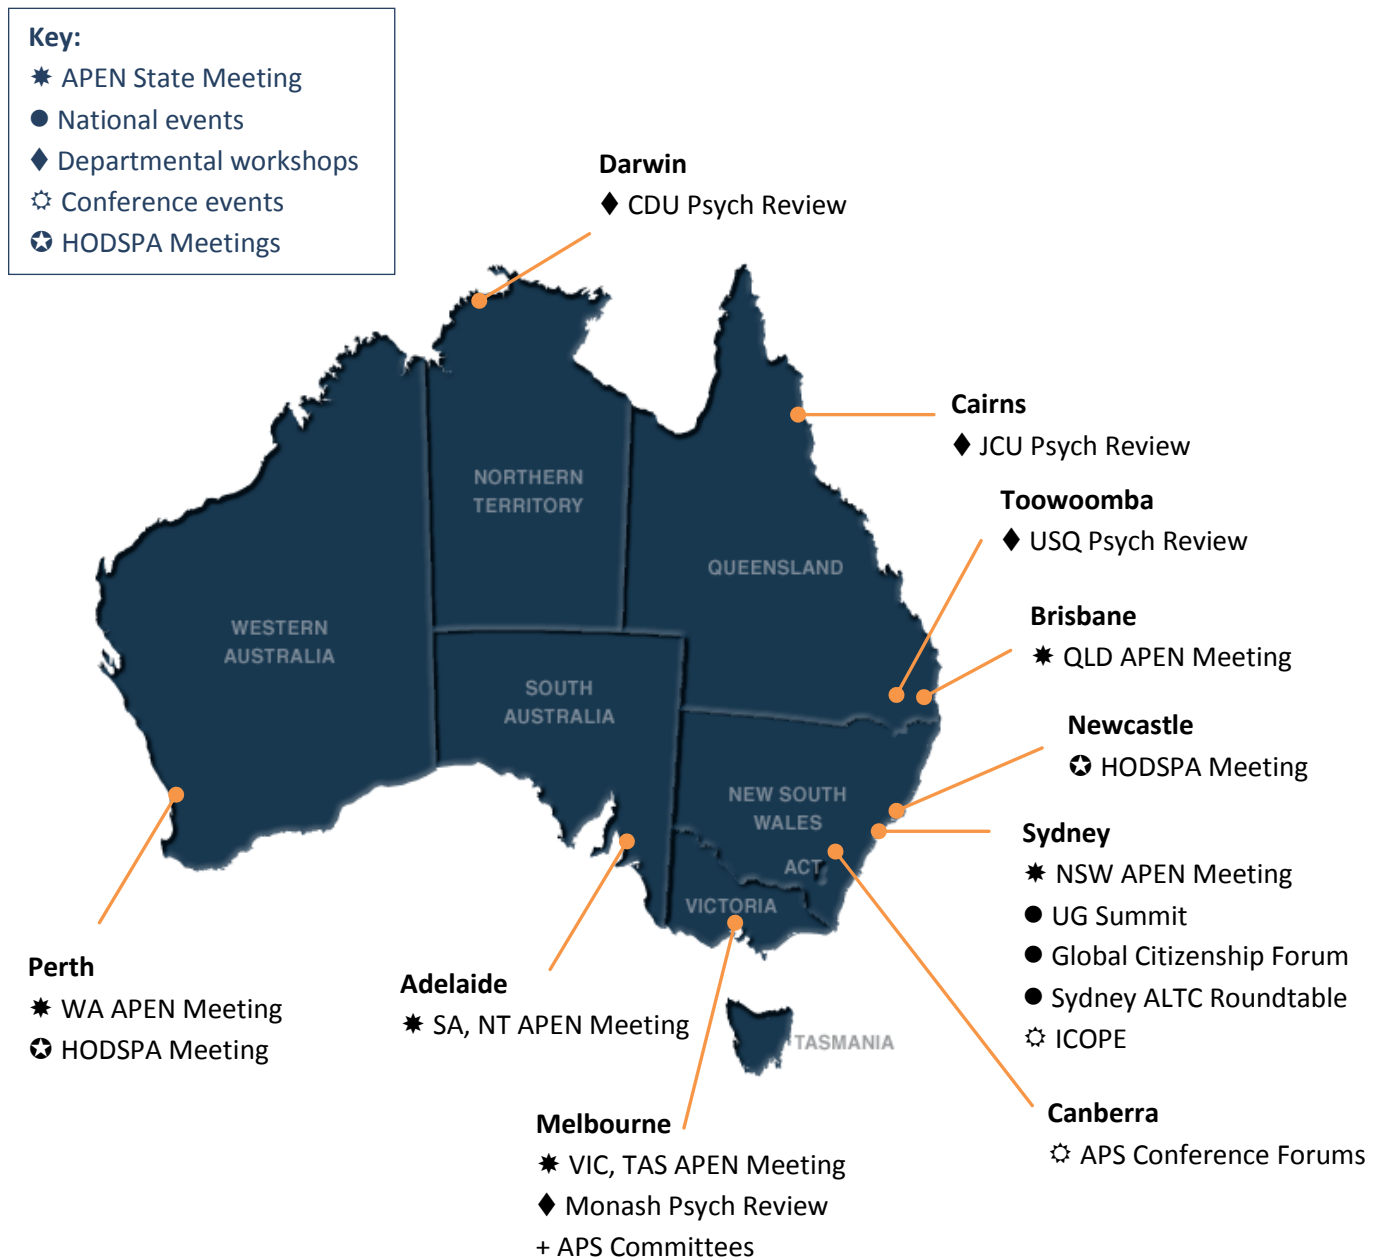 Key:
✷ APEN State Meeting
● National events
♦ Departmental workshops
☼ Conference events
✪ HODSPA Meetings
Darwin
♦ CDU Psych Review
Cairns
♦ JCU Psych Review
Toowoomba
♦ USQ Psych Review
Brisbane
✷ QLD APEN Meeting
Newcastle
✪ HODSPA Meeting
Sydney
✷ NSW APEN Meeting
● UG Summit
● Global Citizenship Forum
● Sydney ALTC Roundtable
☼ ICOPE
Canberra
☼ APS Conference Forums
Melbourne
✷ VIC, TAS APEN Meeting
♦ Monash Psych Review
+ APS Committees
Adelaide
✷ SA, NT APEN Meeting
Perth
✷ WA APEN Meeting
✪ HODSPA Meeting
NORTHERN
TERRITORY
QUEENSLAND
WESTERN
AUSTRALIA
SOUTH
AUSTRALIA
NEW SOUTH
WALES
ACT
VICTORIA
TASMANIA